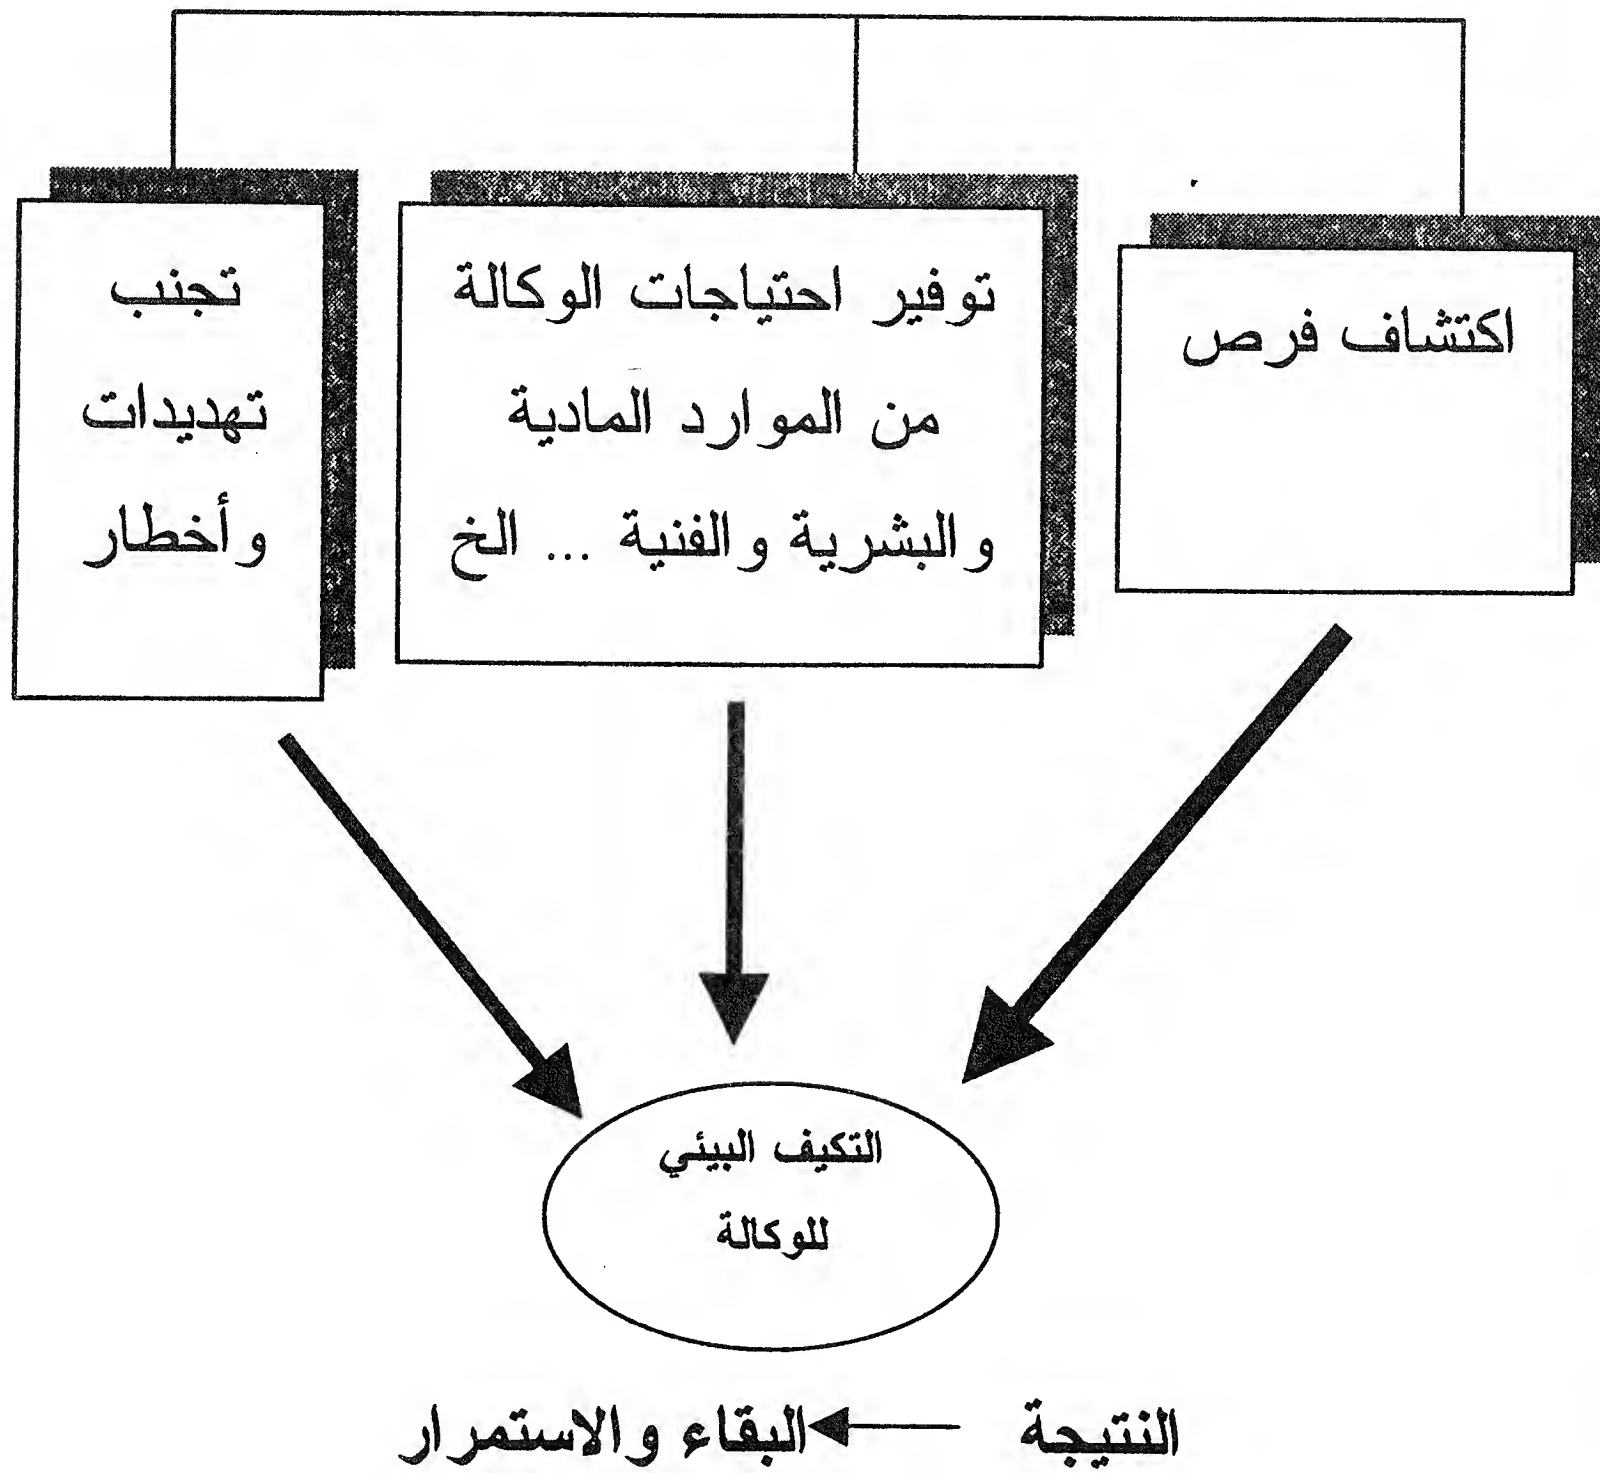 اكتشاف فرص
توفير احتياجات الوكالة
من الموارد المادية
والبشرية والفنية ... الخ
تجنب
تهديدات
وأخطار
التكيف البيئي
للوكالة
النتيجة ← البقاء والاستمرار